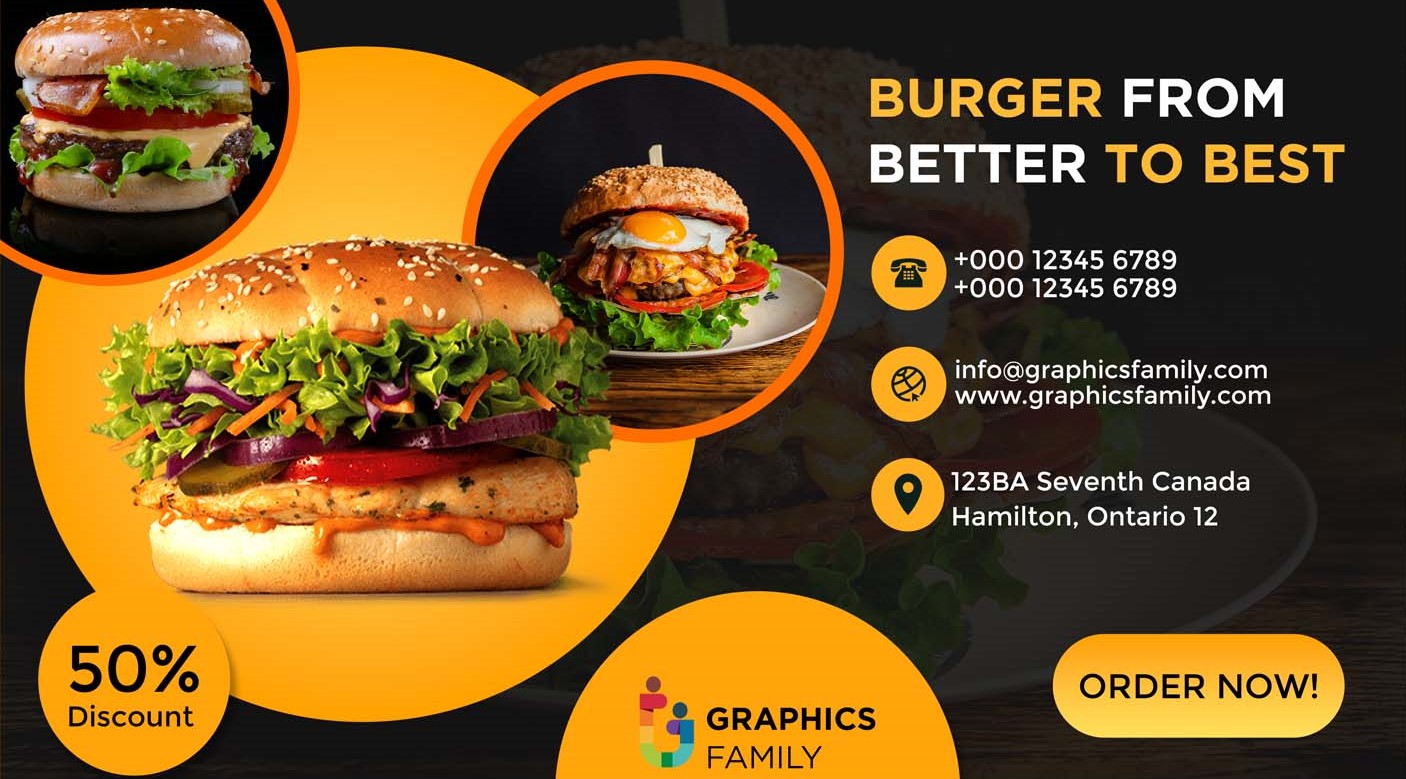 BURGER FROM
BETTER TO BEST
+000 12345 6789
+000 12345 6789
info@graphicsfamily.com
www.graphicsfamily.com
123BA Seventh Canada
Hamilton, Ontario 12
50%
Discount
GRAPHICS
FAMILY
ORDER NOW!